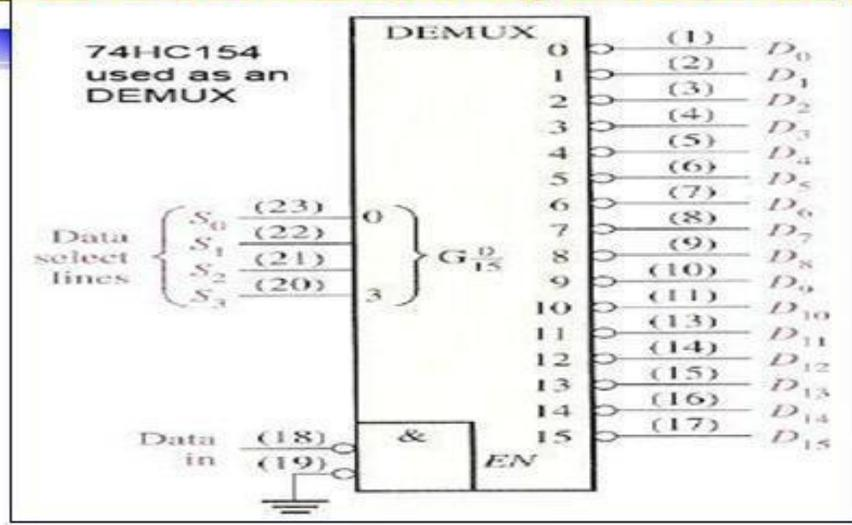 74HC154
used as an
DEMUX
DEMUX
0 (1) D0
1 (2) D1
2 (3) D2
3 (4) D3
4 (5) D4
5 (6) D5
6 (7) D6
7 (8) D7
8 (9) D8
9 (10) D9
10 (11) D10
11 (13) D11
12 (14) D12
13 (15) D13
14 (16) D14
15 (17) D15
Data
select
lines
S0 (23) 0
S1 (22)
S2 (21)
S3 (20) 3
G 0/15
Data
in
(18)
(19)
&
EN